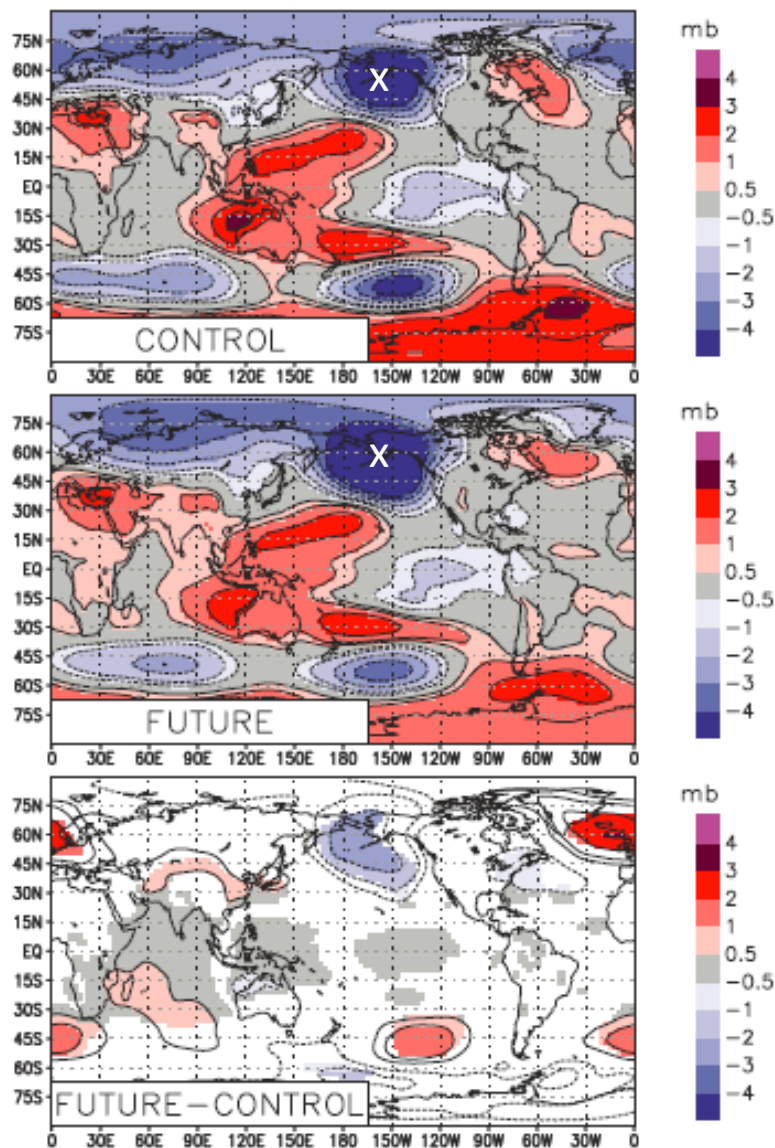 mb
75N
60N
45N
30N
15N
EQ
15S
30S
45S
60S
75S
X
4
3
2
1
0.5
-0.5
-1
-2
-3
-4
CONTROL
0 30E 60E 90E 120E 150E 180 150W 120W 90W 60W 30W 0
mb
75N
60N
45N
30N
15N
EQ
15S
30S
45S
60S
75S
X
4
3
2
1
0.5
-0.5
-1
-2
-3
-4
FUTURE
0 30E 60E 90E 120E 150E 180 150W 120W 90W 60W 30W 0
mb
75N
60N
45N
30N
15N
EQ
15S
30S
45S
60S
75S
4
3
2
1
0.5
-0.5
-1
-2
-3
-4
FUTURE-CONTROL
0 30E 60E 90E 120E 150E 180 150W 120W 90W 60W 30W 0